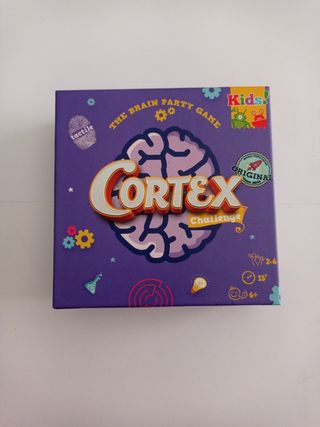 Kids!
THE BRAIN PARTY GAME
tactile
CORTEX
Challenge
ORIGINAL
2-6
15'
6+